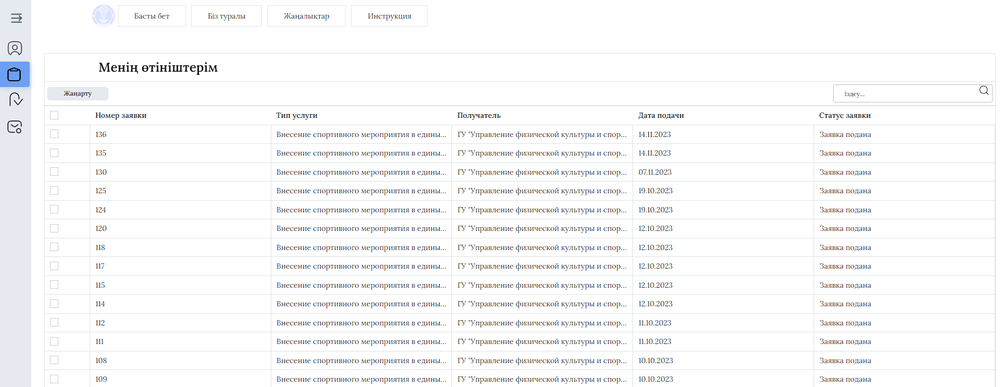 Басты бет Біз туралы Жаңалықтар Инструкция
Менің өтініштерім
Жаңарту Іздеу...
Номер заявки Тип услуги Получатель Дата подачи Статус заявки
136 Внесение спортивного мероприятия в едины... ГУ "Управление физической культуры и спор... 14.11.2023 Заявка подана
135 Внесение спортивного мероприятия в едины... ГУ "Управление физической культуры и спор... 14.11.2023 Заявка подана
130 Внесение спортивного мероприятия в едины... ГУ "Управление физической культуры и спор... 07.11.2023 Заявка подана
125 Внесение спортивного мероприятия в едины... ГУ "Управление физической культуры и спор... 19.10.2023 Заявка подана
124 Внесение спортивного мероприятия в едины... ГУ "Управление физической культуры и спор... 19.10.2023 Заявка подана
120 Внесение спортивного мероприятия в едины... ГУ "Управление физической культуры и спор... 12.10.2023 Заявка подана
118 Внесение спортивного мероприятия в едины... ГУ "Управление физической культуры и спор... 12.10.2023 Заявка подана
117 Внесение спортивного мероприятия в едины... ГУ "Управление физической культуры и спор... 12.10.2023 Заявка подана
115 Внесение спортивного мероприятия в едины... ГУ "Управление физической культуры и спор... 12.10.2023 Заявка подана
114 Внесение спортивного мероприятия в едины... ГУ "Управление физической культуры и спор... 12.10.2023 Заявка подана
112 Внесение спортивного мероприятия в едины... ГУ "Управление физической культуры и спор... 11.10.2023 Заявка подана
111 Внесение спортивного мероприятия в едины... ГУ "Управление физической культуры и спор... 11.10.2023 Заявка подана
108 Внесение спортивного мероприятия в едины... ГУ "Управление физической культуры и спор... 10.10.2023 Заявка подана
109 Внесение спортивного мероприятия в едины... ГУ "Управление физической культуры и спор... 10.10.2023 Заявка подана